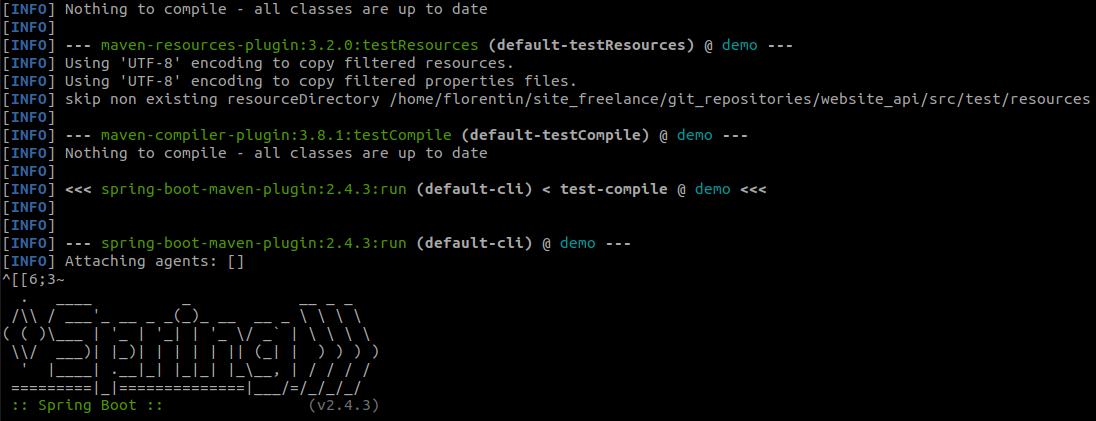 [INFO] Nothing to compile - all classes are up to date
[INFO]
[INFO] --- maven-resources-plugin:3.2.0:testResources (default-testResources) @ demo ---
[INFO] Using 'UTF-8' encoding to copy filtered resources.
[INFO] Using 'UTF-8' encoding to copy filtered properties files.
[INFO] skip non existing resourceDirectory /home/florentin/site_freelance/git_repositories/website_api/src/test/resources
[INFO]
[INFO] --- maven-compiler-plugin:3.8.1:testCompile (default-testCompile) @ demo ---
[INFO] Nothing to compile - all classes are up to date
[INFO]
[INFO] <<< spring-boot-maven-plugin:2.4.3:run (default-cli) < test-compile @ demo <<<
[INFO]
[INFO]
[INFO] --- spring-boot-maven-plugin:2.4.3:run (default-cli) @ demo ---
[INFO] Attaching agents: []
^[[6;3~
  .   ____          _            __ _ _
 /\\ / ___'_ __ _ _(_)_ __  __ _ \ \ \ \
( ( )\___ | '_ | '_| | '_ \/ _` | \ \ \ \
 \\/  ___)| |_)| | | | | || (_| |  ) ) ) )
  '  |____| .__|_| |_|_| |_\__, | / / / /
 =========|_|==============|___/=/_/_/_/
 :: Spring Boot ::                (v2.4.3)